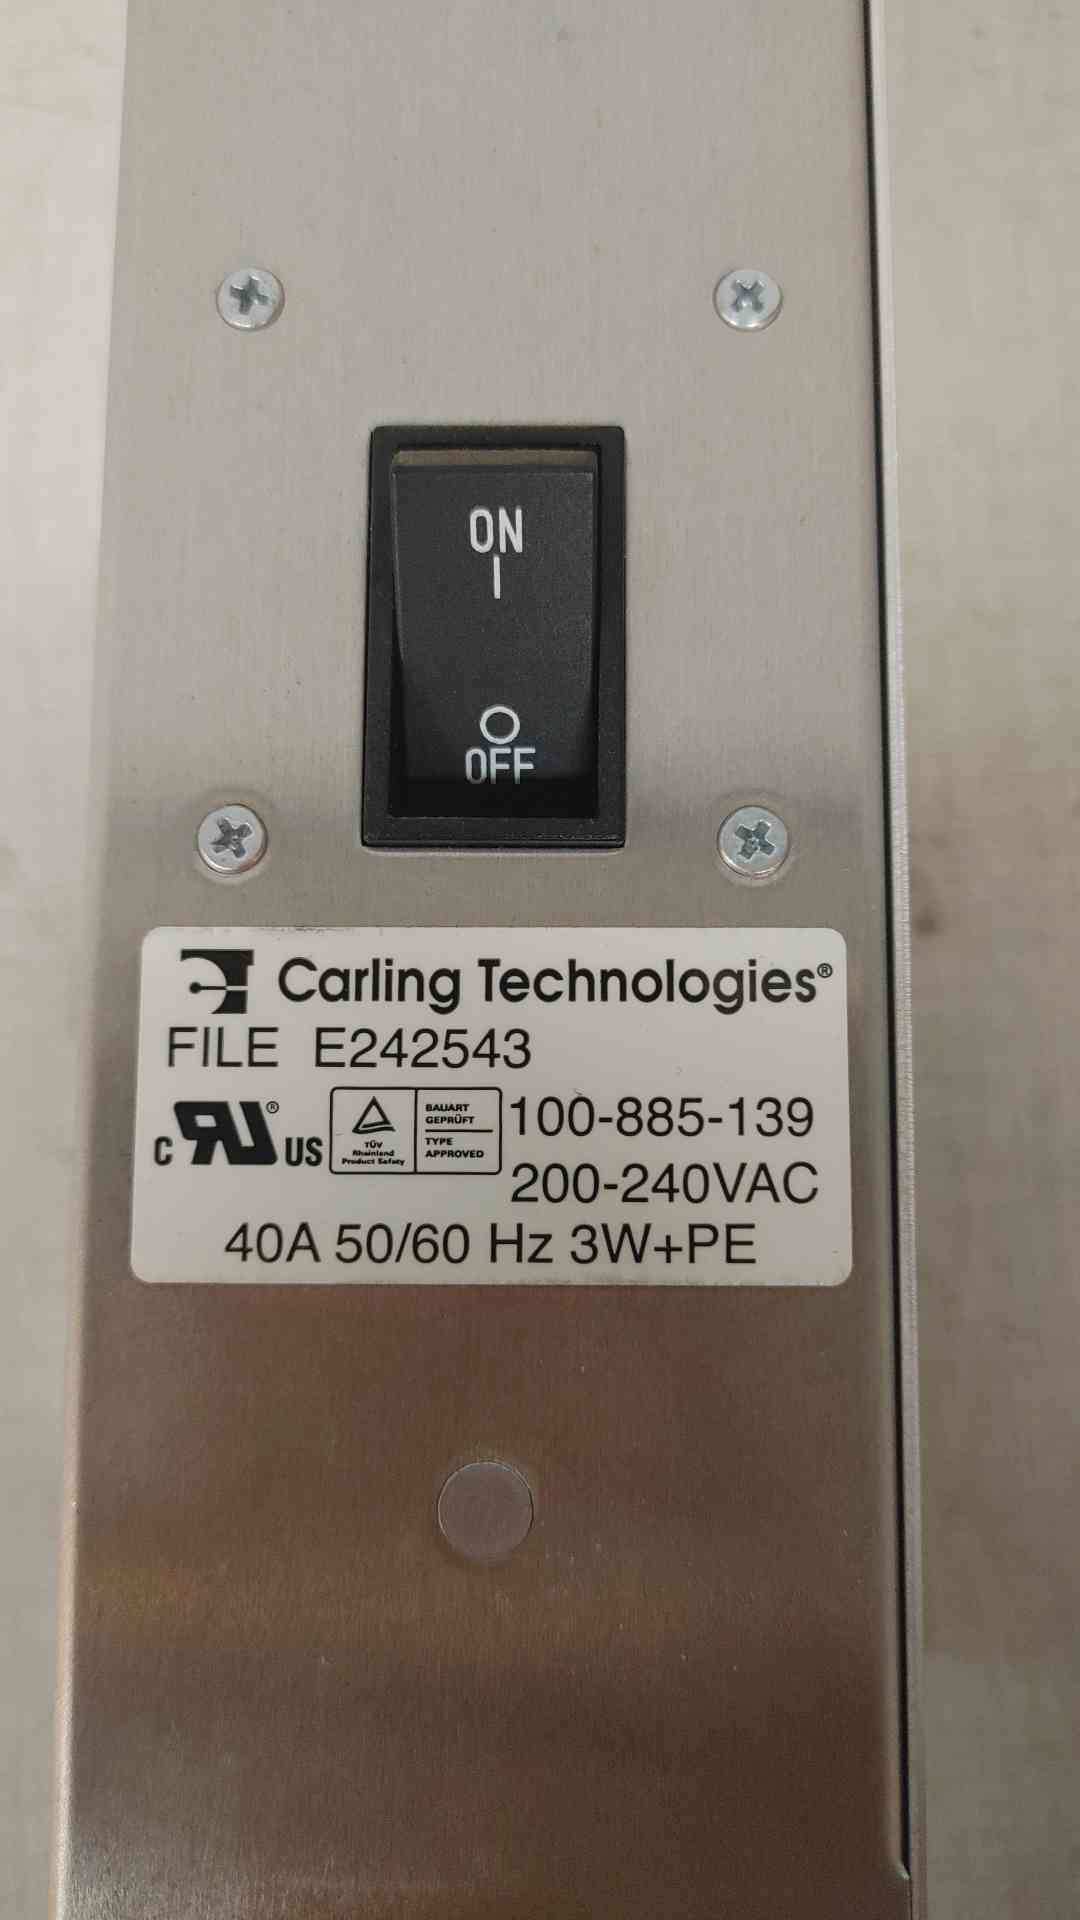 ON
I
O
OFF
Carling Technologies®
FILE E242543
c RU® US
TÜV
Rheinland
Product Safety
BAUART
GEPRÜFT
TYPE
APPROVED
100-885-139
200-240VAC
40A 50/60 Hz 3W+PE